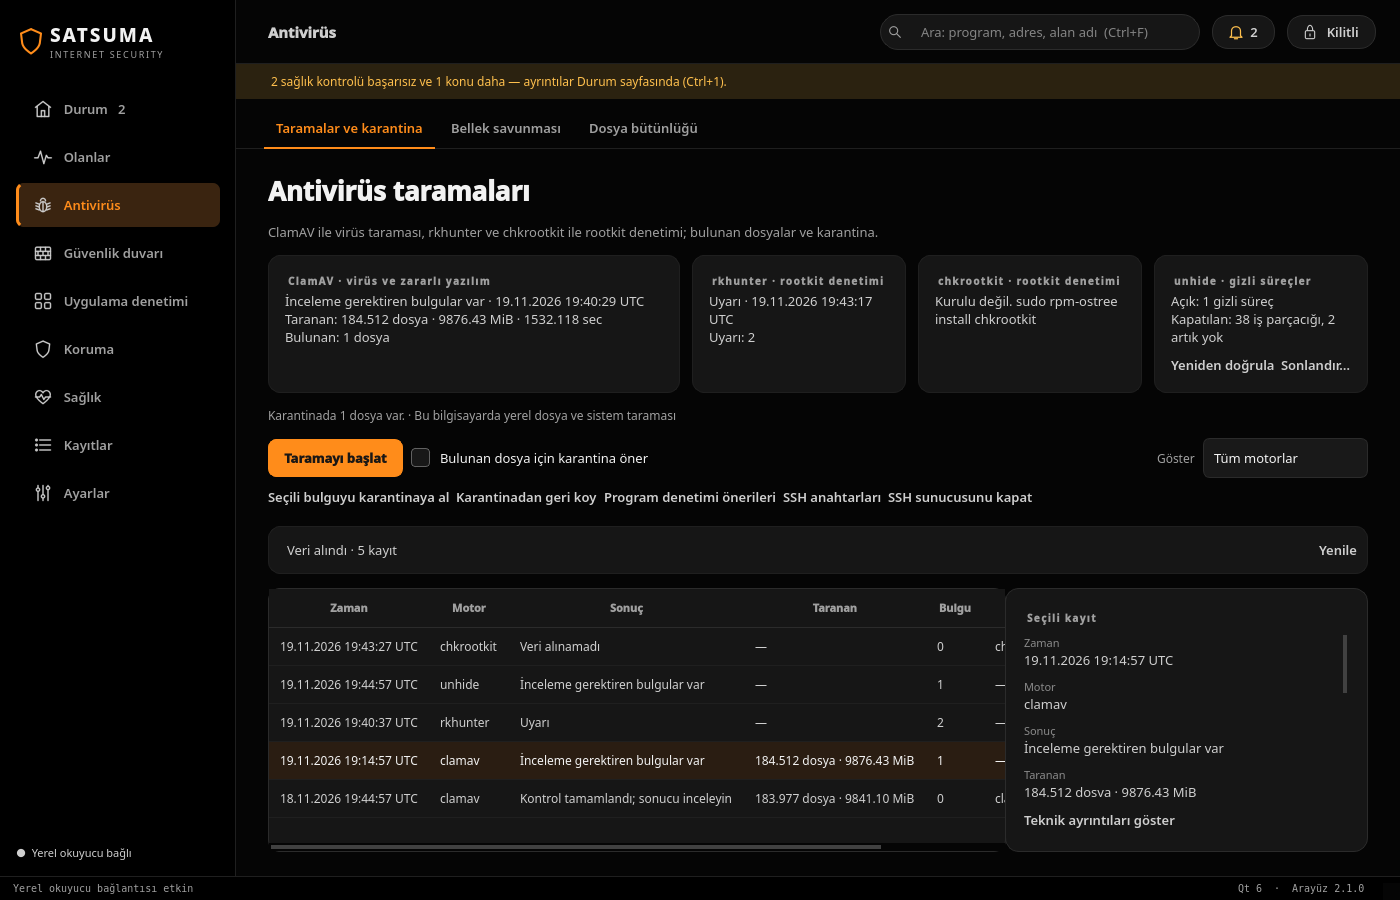 SATSUMA
INTERNET SECURITY
Durum 2
Olanlar
Antivirüs
Güvenlik duvarı
Uygulama denetimi
Koruma
Sağlık
Kayıtlar
Ayarlar
Yerel okuyucu bağlı
Antivirüs
Ara: program, adres, alan adı (Ctrl+F)
2
Kilitli
2 sağlık kontrolü başarısız ve 1 konu daha — ayrıntılar Durum sayfasında (Ctrl+1).
Taramalar ve karantina
Bellek savunması
Dosya bütünlüğü
Antivirüs taramaları
ClamAV ile virüs taraması, rkhunter ve chkrootkit ile rootkit denetimi; bulunan dosyalar ve karantina.
ClamAV · virüs ve zararlı yazılım
İnceleme gerektiren bulgular var · 19.11.2026 19:40:29 UTC
Taranan: 184.512 dosya · 9876.43 MiB · 1532.118 sec
Bulunan: 1 dosya
rkhunter · rootkit denetimi
Uyarı · 19.11.2026 19:43:17
UTC
Uyarı: 2
chkrootkit · rootkit denetimi
Kurulu değil. sudo rpm-ostree
install chkrootkit
unhide · gizli süreçler
Açık: 1 gizli süreç
Kapatılan: 38 iş parçacığı, 2
artık yok
Yeniden doğrula Sonlandır...
Karantinada 1 dosya var. · Bu bilgisayarda yerel dosya ve sistem taraması
Taramayı başlat
Bulunan dosya için karantina öner
Göster
Tüm motorlar
Seçili bulguyu karantinaya al Karantinadan geri koy Program denetimi önerileri SSH anahtarları SSH sunucusunu kapat
Veri alındı · 5 kayıt
Yenile
Zaman Motor Sonuç Taranan Bulgu
19.11.2026 19:43:27 UTC chkrootkit Veri alınamadı — 0 ch
19.11.2026 19:44:57 UTC unhide İnceleme gerektiren bulgular var — 1 —
19.11.2026 19:40:37 UTC rkhunter Uyarı — 2 —
19.11.2026 19:14:57 UTC clamav İnceleme gerektiren bulgular var 184.512 dosya · 9876.43 MiB 1 —
18.11.2026 19:44:57 UTC clamav Kontrol tamamlandı; sonucu inceleyin 183.977 dosya · 9841.10 MiB 0 cl
Seçili kayıt
Zaman
19.11.2026 19:14:57 UTC
Motor
clamav
Sonuç
İnceleme gerektiren bulgular var
Taranan
184.512 dosya · 9876.43 MiB
Teknik ayrıntıları göster
Yerel okuyucu bağlantısı etkin
Qt 6 · Arayüz 2.1.0